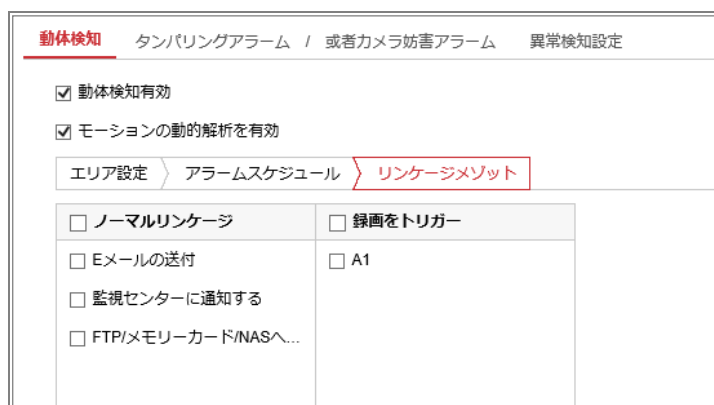 動体検知 タンパリングアラーム / 或者カメラ妨害アラーム 異常検知設定
動体検知有効
モーションの動的解析を有効
エリア設定 アラームスケジュール リンケージメゾット
ノーマルリンケージ 録画をトリガー
Eメールの送付 A1
監視センターに通知する
FTP/メモリーカード/NASへ...